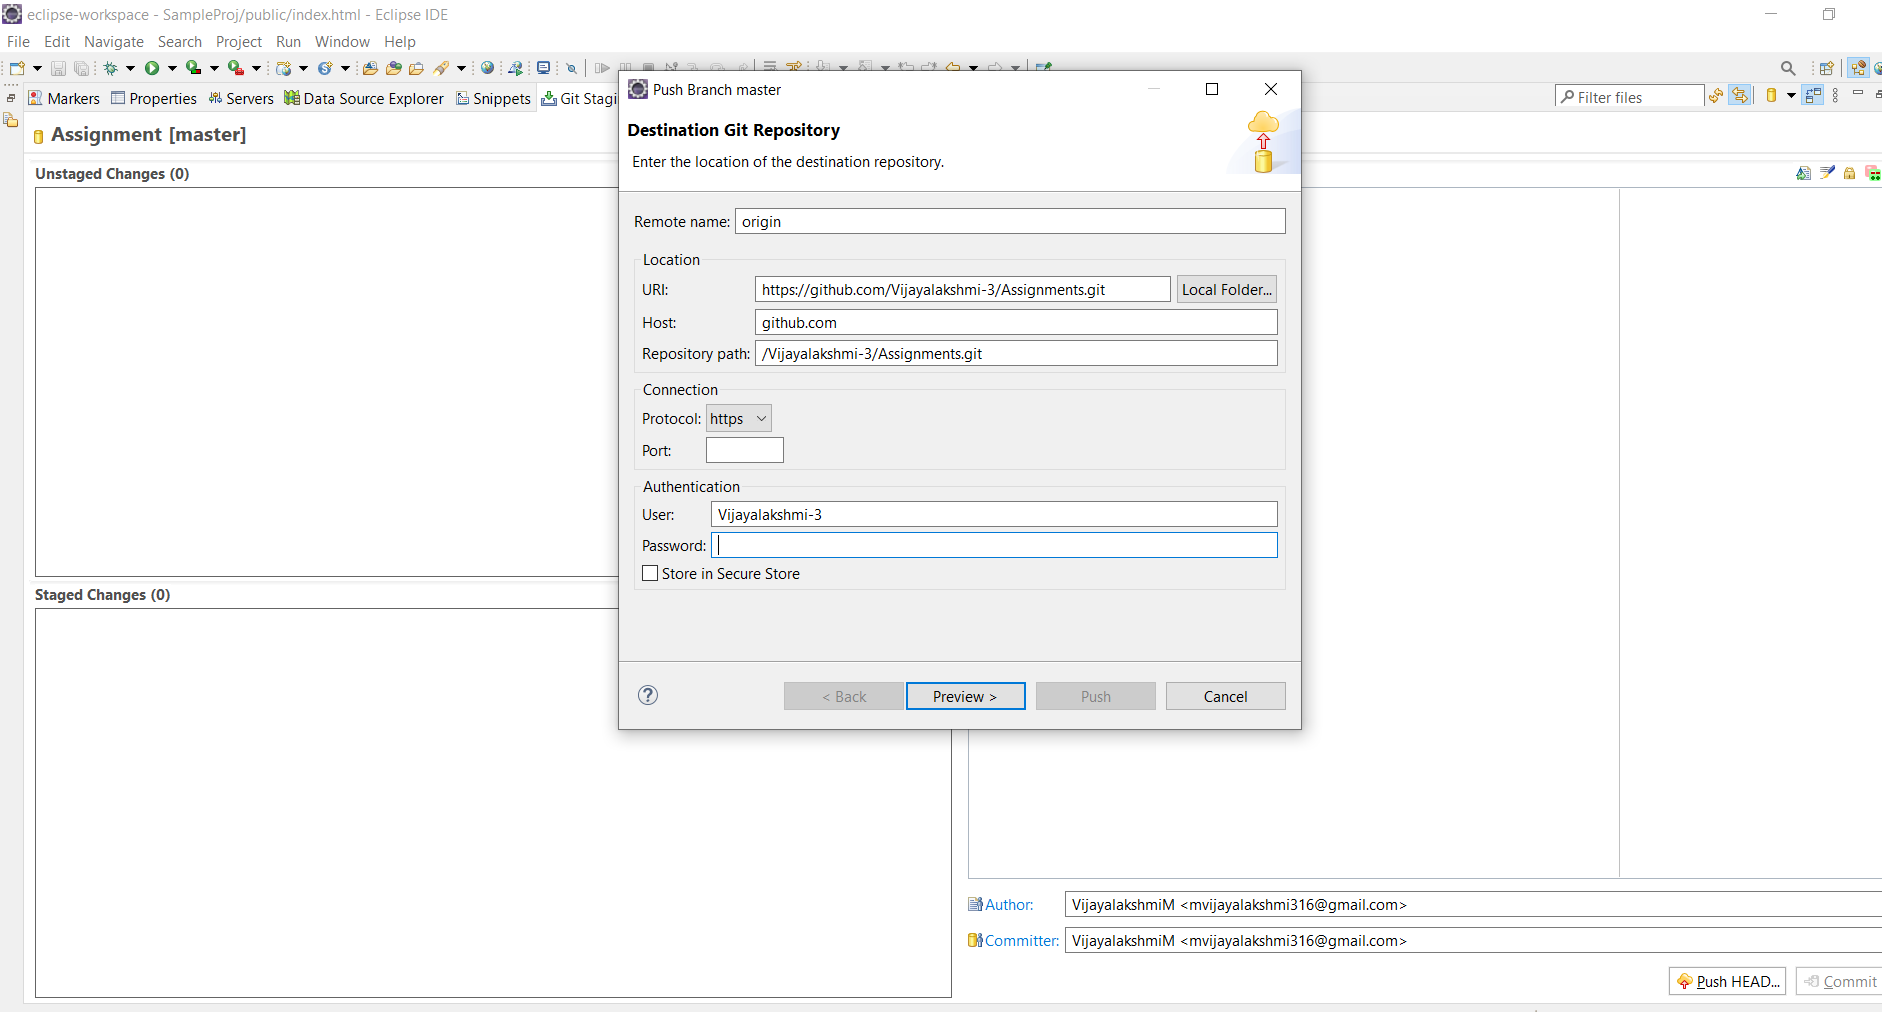 eclipse-workspace - SampleProj/public/index.html - Eclipse IDE
File Edit Navigate Search Project Run Window Help
Markers Properties Servers Data Source Explorer Snippets Git Stagi
Filter files
Assignment [master]
Unstaged Changes (0)
Staged Changes (0)
Push Branch master
Destination Git Repository
Enter the location of the destination repository.
Remote name: origin
Location
URI: https://github.com/Vijayalakshmi-3/Assignments.git Local Folder...
Host: github.com
Repository path: /Vijayalakshmi-3/Assignments.git
Connection
Protocol: https
Port:
Authentication
User: Vijayalakshmi-3
Password:
Store in Secure Store
? < Back Preview > Push Cancel
Author: VijayalakshmiM <mvijayalakshmi316@gmail.com>
Committer: VijayalakshmiM <mvijayalakshmi316@gmail.com>
Push HEAD... Commit